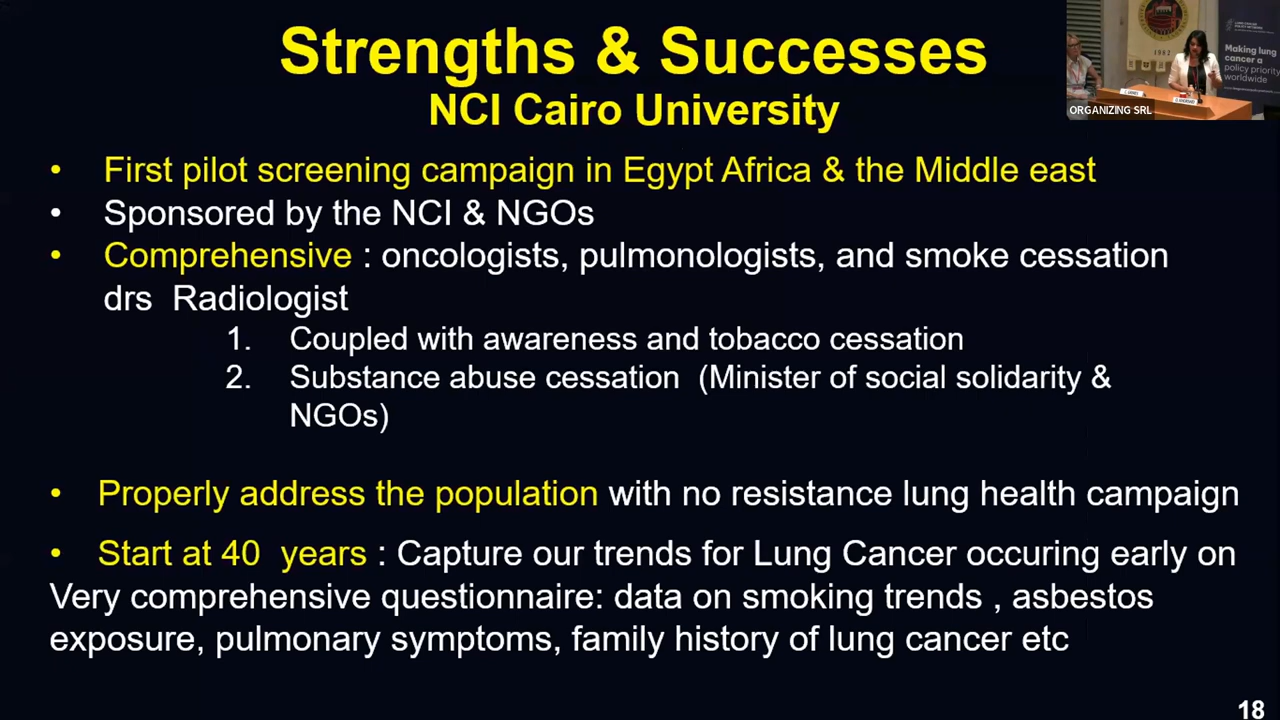 Strengths & Successes
NCI Cairo University
• First pilot screening campaign in Egypt Africa & the Middle east
• Sponsored by the NCI & NGOs
• Comprehensive : oncologists, pulmonologists, and smoke cessation
drs Radiologist
1. Coupled with awareness and tobacco cessation
2. Substance abuse cessation (Minister of social solidarity &
NGOs)
• Properly address the population with no resistance lung health campaign
• Start at 40 years : Capture our trends for Lung Cancer occuring early on
Very comprehensive questionnaire: data on smoking trends , asbestos
exposure, pulmonary symptoms, family history of lung cancer etc
18
Making lung
cancer a
policy priority
worldwide
ORGANIZING SRL